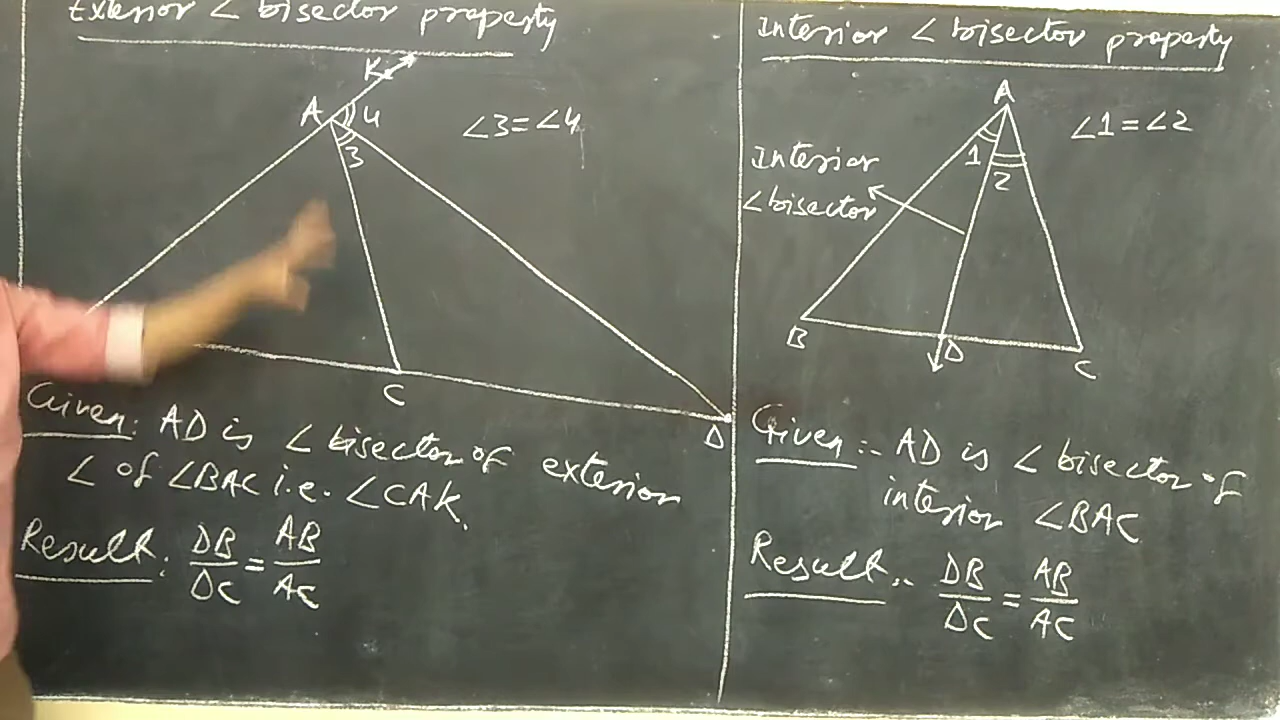 Exterior ∠ bisector property
K
A 4
3
∠3=∠4
C
D
Given: AD is ∠ bisector of exterior
∠ of ∠BAC i.e. ∠CAK.
Result: DB/DC = AB/AC
Interior ∠ bisector property
A
∠1=∠2
1
2
Interior
∠bisector
B
D
C
Given:- AD is ∠ bisector of
interior ∠BAC
Result:- DB/DC = AB/AC